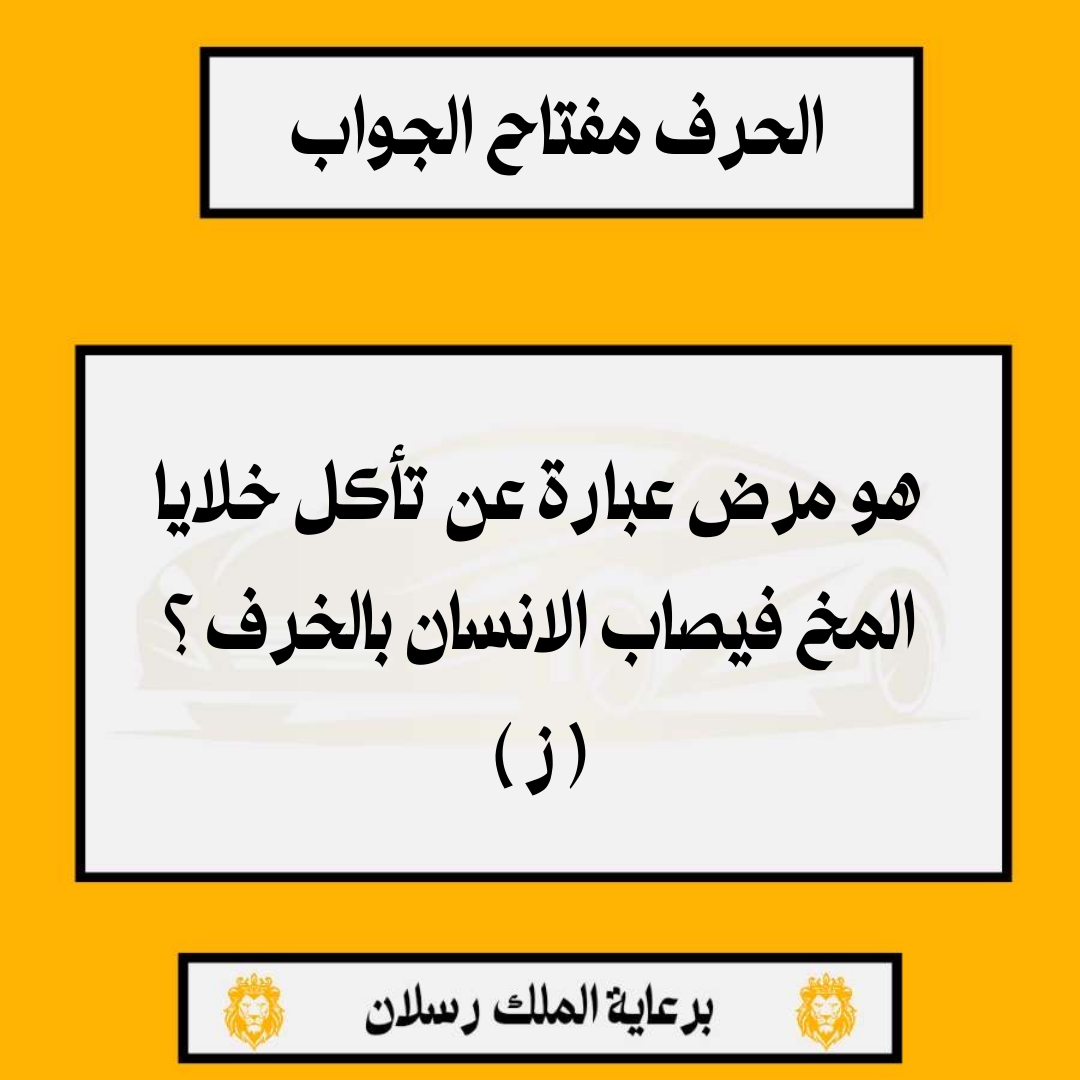 الحرف مفتاح الجواب
هو مرض عبارة عن تأكل خلايا
المخ فيصاب الانسان بالخرف ؟
( ز )
برعاية الملك رسلان